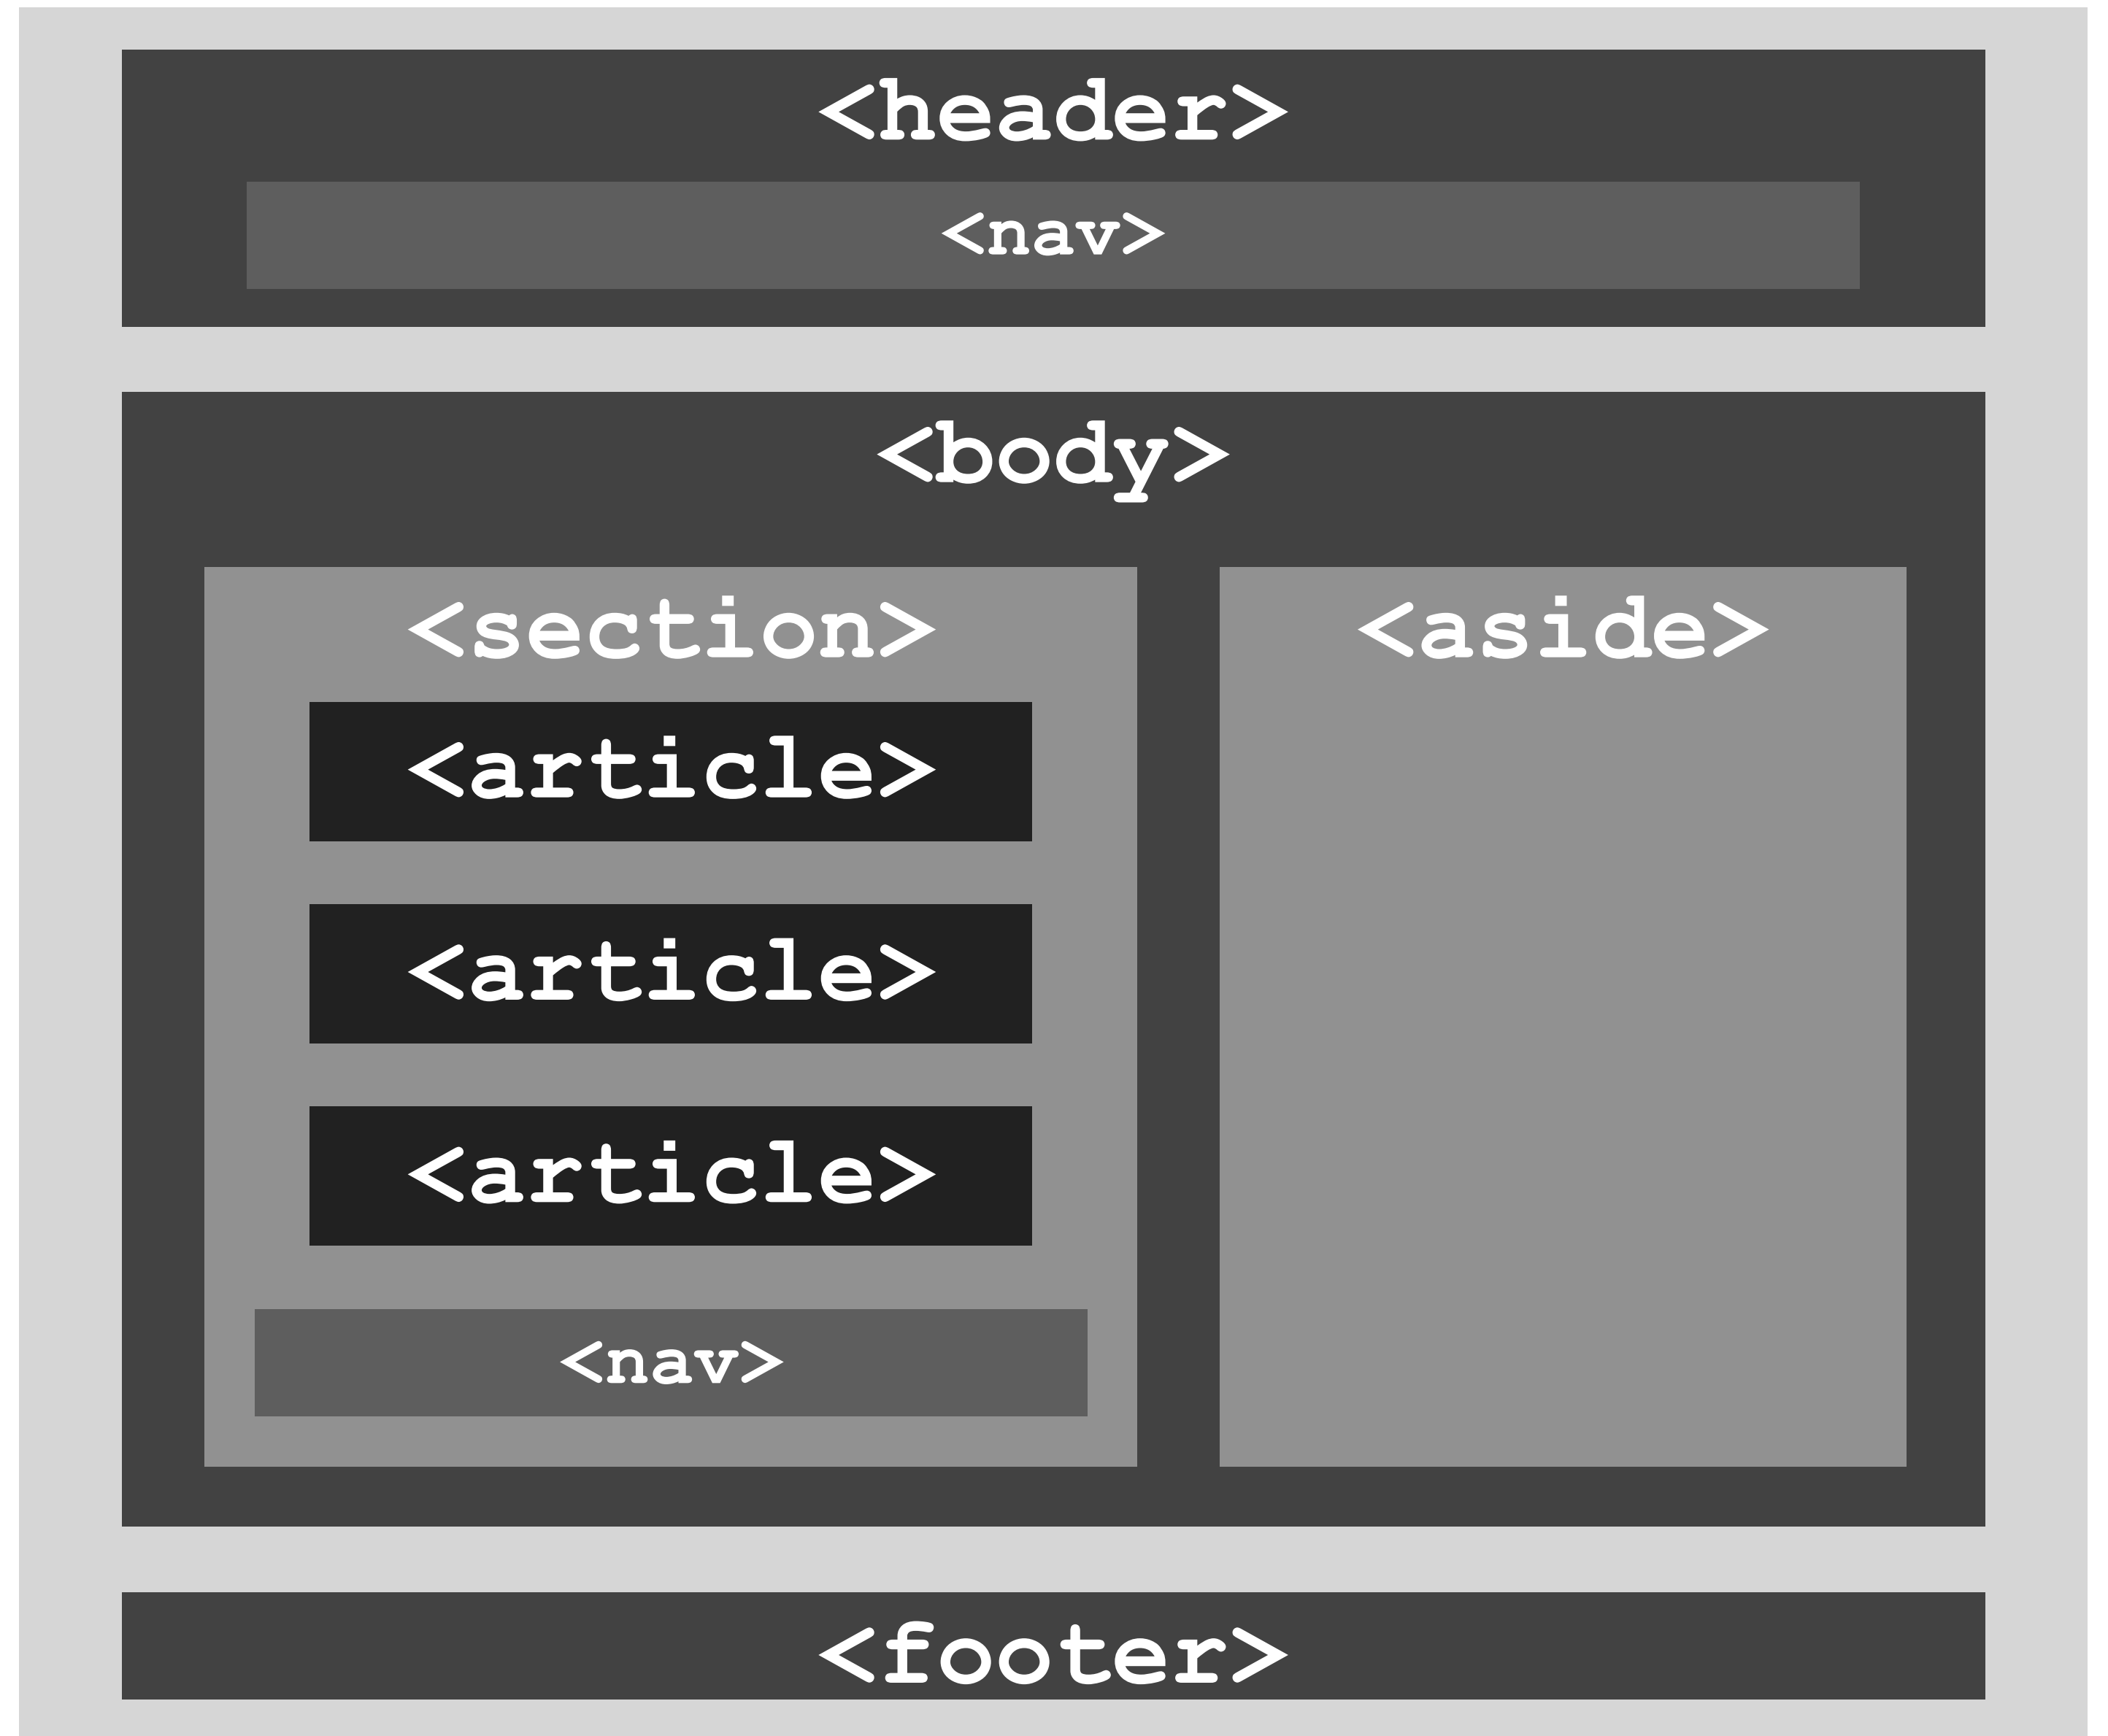 <header>
<nav>
<body>
<section>
<article>
<article>
<article>
<nav>
<aside>
<footer>